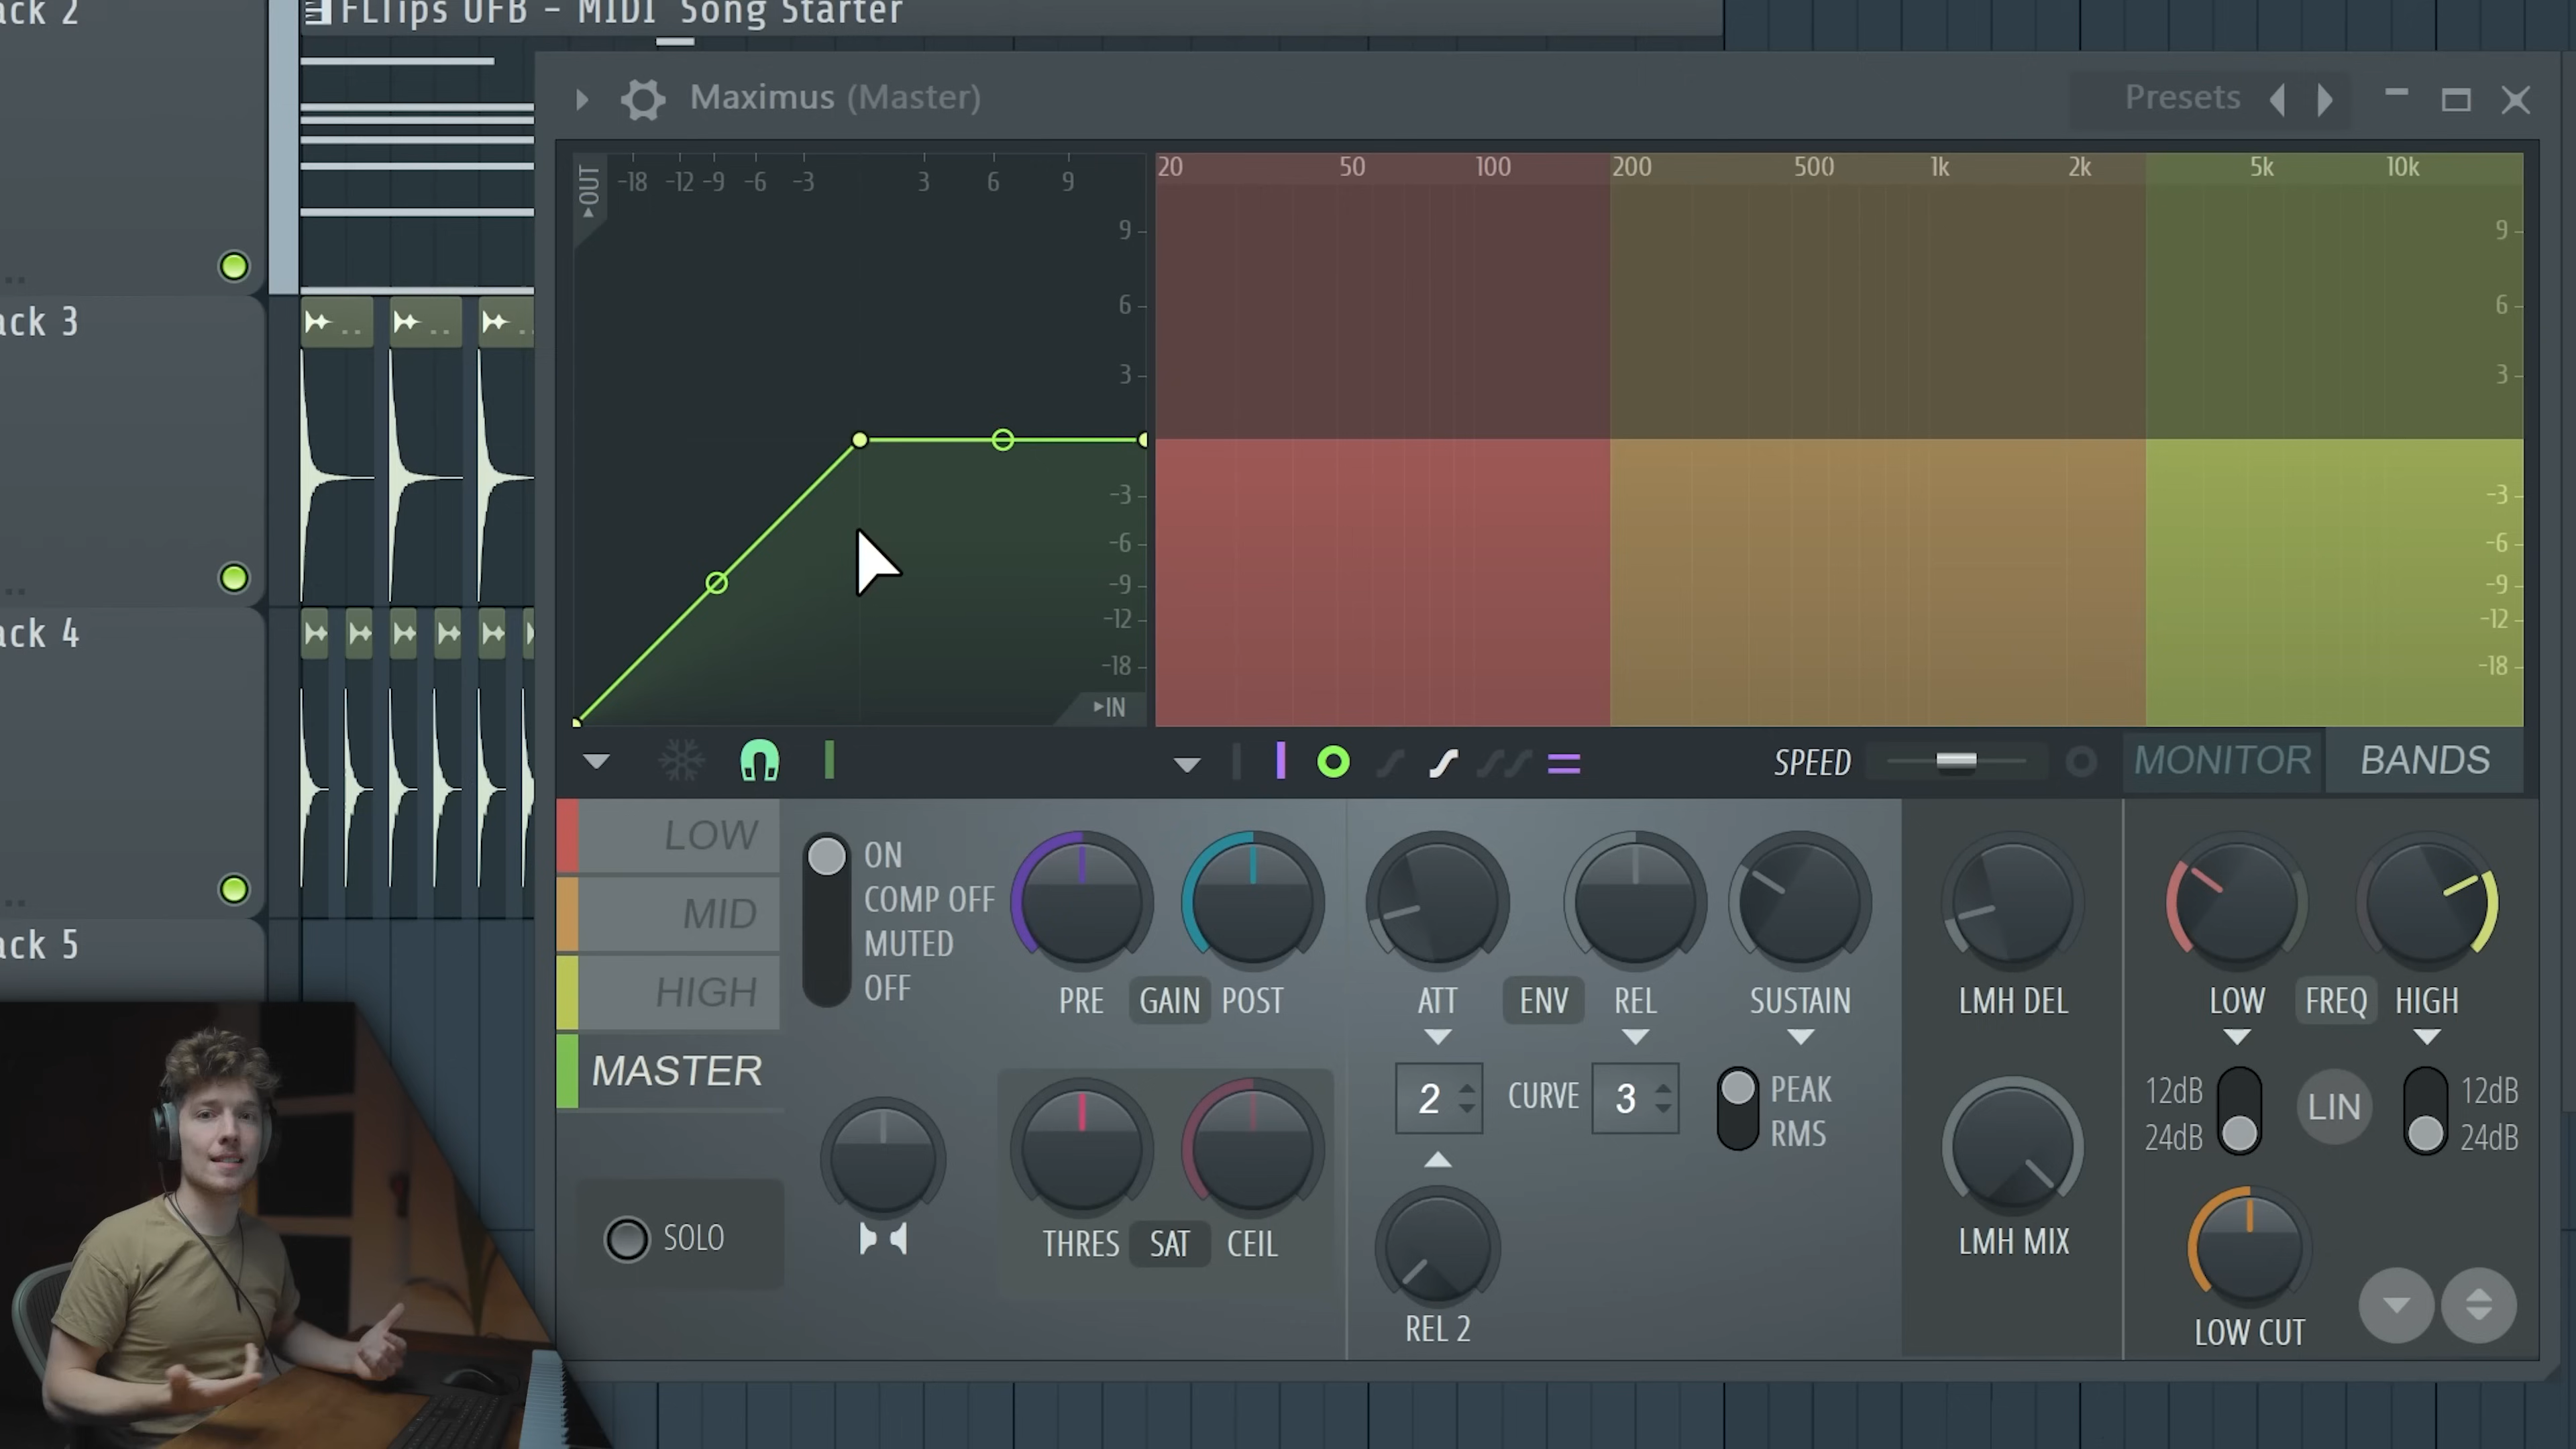 ack 2
FLTips UFB - MIDI Song Starter
Maximus (Master)
Presets
OUT
-18 -12 -9 -6 -3 3 6 9
20 50 100 200 500 1k 2k 5k 10k
9 9
6 6
3 3
-3 -3
-6 -6
-9 -9
-12 -12
-18 -18
IN
ack 3
ack 4
ack 5
SPEED
MONITOR
BANDS
LOW
MID
HIGH
MASTER
SOLO
ON
COMP OFF
MUTED
OFF
PRE GAIN POST
THRES SAT CEIL
ATT ENV REL SUSTAIN
2 CURVE 3
PEAK
RMS
REL 2
LMH DEL
LMH MIX
LOW FREQ HIGH
12dB LIN 12dB
24dB 24dB
LOW CUT